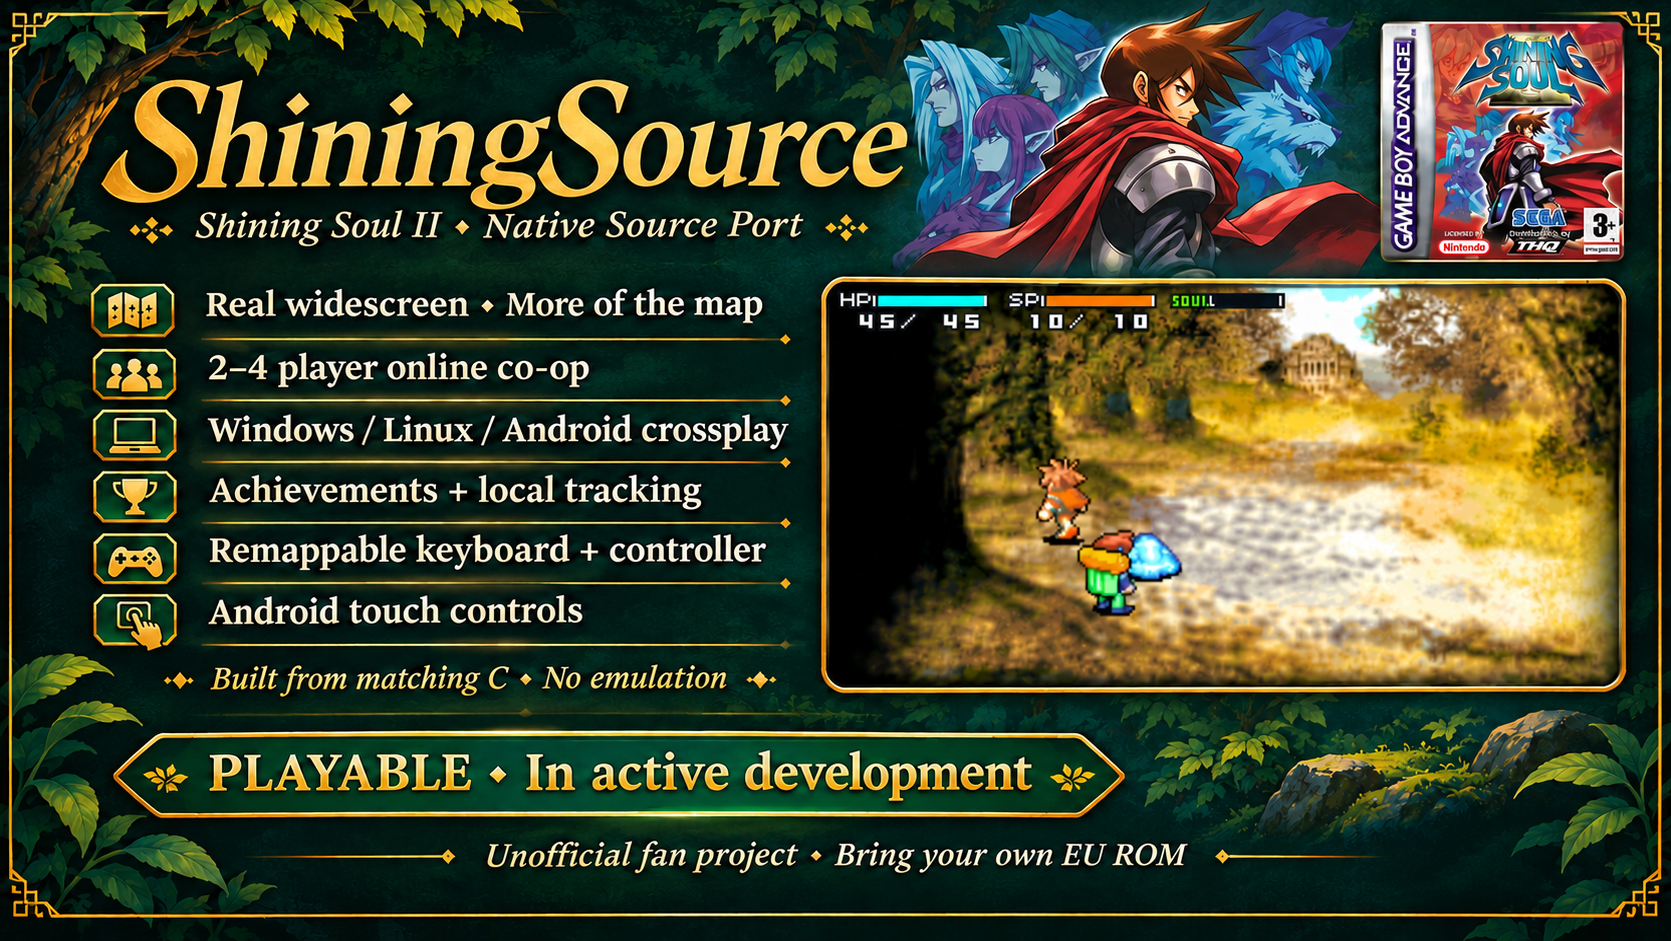 ShiningSource
Shining Soul II ◆ Native Source Port
GAME BOY ADVANCE
SHINING
SOUL
LICENSED BY
Nintendo
SEGA
THQ
3+
Real widescreen ◆ More of the map
2–4 player online co-op
Windows / Linux / Android crossplay
Achievements + local tracking
Remappable keyboard + controller
Android touch controls
Built from matching C ◆ No emulation
HP SP SOUL
45/ 45 10/ 10
PLAYABLE ◆ In active development
Unofficial fan project ◆ Bring your own EU ROM